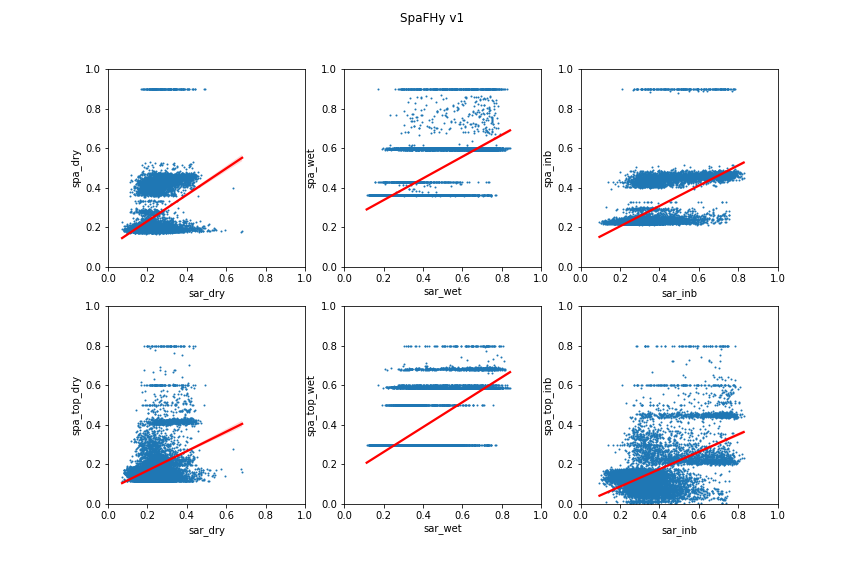 SpaFHy v1
1.0 1.0 1.0
0.8 0.8 0.8
0.6 0.6 0.6
0.4 0.4 0.4
0.2 0.2 0.2
0.0 0.0 0.0
spa_dry spa_wet spa_inb
0.0 0.2 0.4 0.6 0.8 1.0 0.0 0.2 0.4 0.6 0.8 1.0 0.0 0.2 0.4 0.6 0.8 1.0
sar_dry sar_wet sar_inb
1.0 1.0 1.0
0.8 0.8 0.8
0.6 0.6 0.6
0.4 0.4 0.4
0.2 0.2 0.2
0.0 0.0 0.0
spa_top_dry spa_top_wet spa_top_inb
0.0 0.2 0.4 0.6 0.8 1.0 0.0 0.2 0.4 0.6 0.8 1.0 0.0 0.2 0.4 0.6 0.8 1.0
sar_dry sar_wet sar_inb